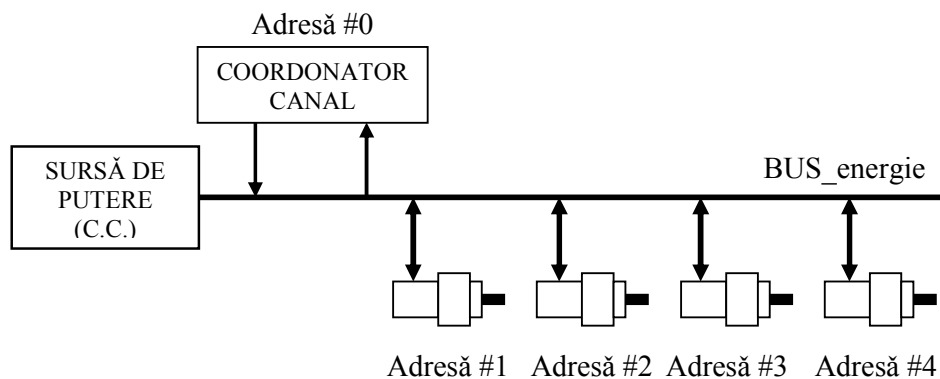 Adresă #0
COORDONATOR
CANAL
SURSĂ DE
PUTERE
(C.C.)
BUS_energie
Adresă #1 Adresă #2 Adresă #3 Adresă #4